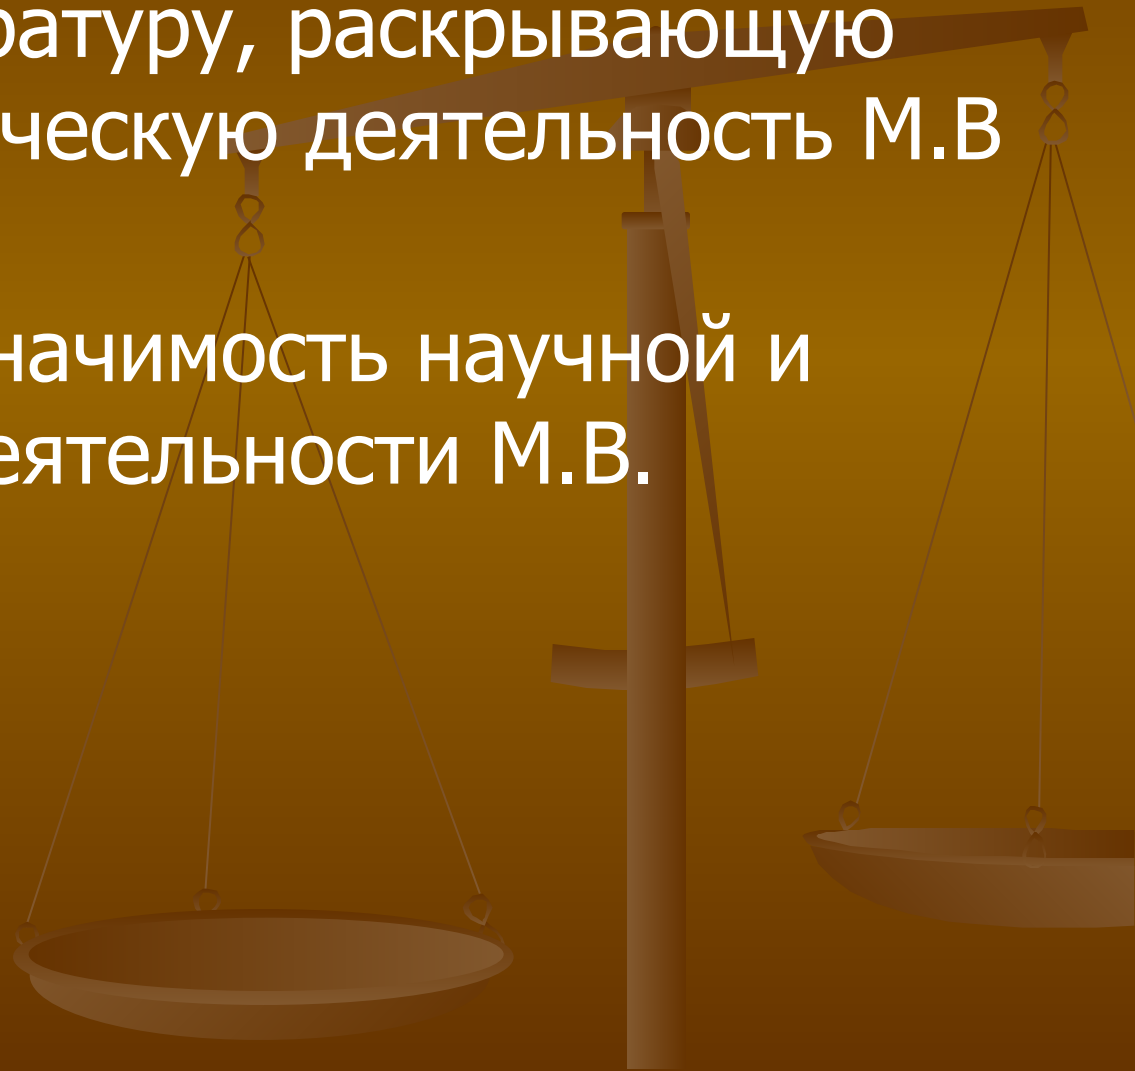 ратуру, раскрывающую
ческую деятельность М.В
начимость научной и
еятельности М.В.